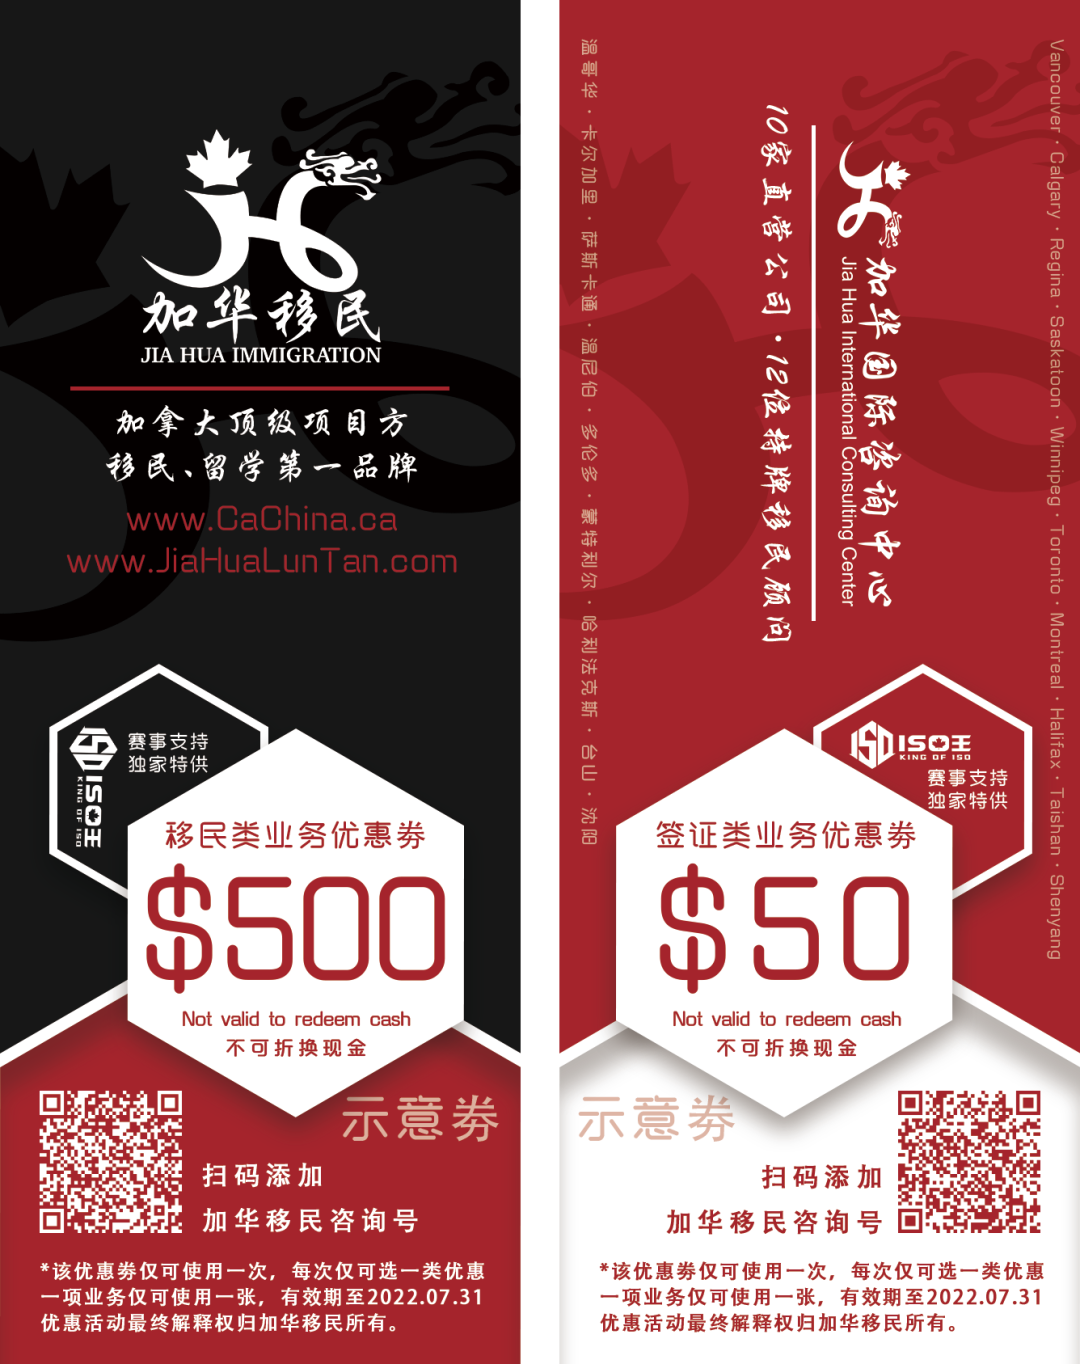 加华移民
JIA HUA IMMIGRATION
加拿大顶级项目方
移民、留学第一品牌
www.CaChina.ca
www.JiaHuaLunTan.com
ISO王
KING OF ISO
赛事支持
独家特供
移民类业务优惠券
$500
Not valid to redeem cash
不可折换现金
示意券
扫码添加
加华移民咨询号
*该优惠券仅可使用一次，每次仅可选一类优惠
一项业务仅可使用一张，有效期至2022.07.31
优惠活动最终解释权归加华移民所有。
温哥华·卡尔加里·萨斯卡通·温尼伯·多伦多·蒙特利尔·哈利法克斯·台山·沈阳
10家直营公司·12位持牌移民顾问
加华国际咨询中心
Jia Hua International Consulting Center
Vancouver · Calgary · Regina · Saskatoon · Winnipeg · Toronto · Montreal · Halifax · Taishan · Shenyang
ISO王
KING OF ISO
赛事支持
独家特供
签证类业务优惠券
$50
Not valid to redeem cash
不可折换现金
示意券
扫码添加
加华移民咨询号
*该优惠券仅可使用一次，每次仅可选一类优惠
一项业务仅可使用一张，有效期至2022.07.31
优惠活动最终解释权归加华移民所有。